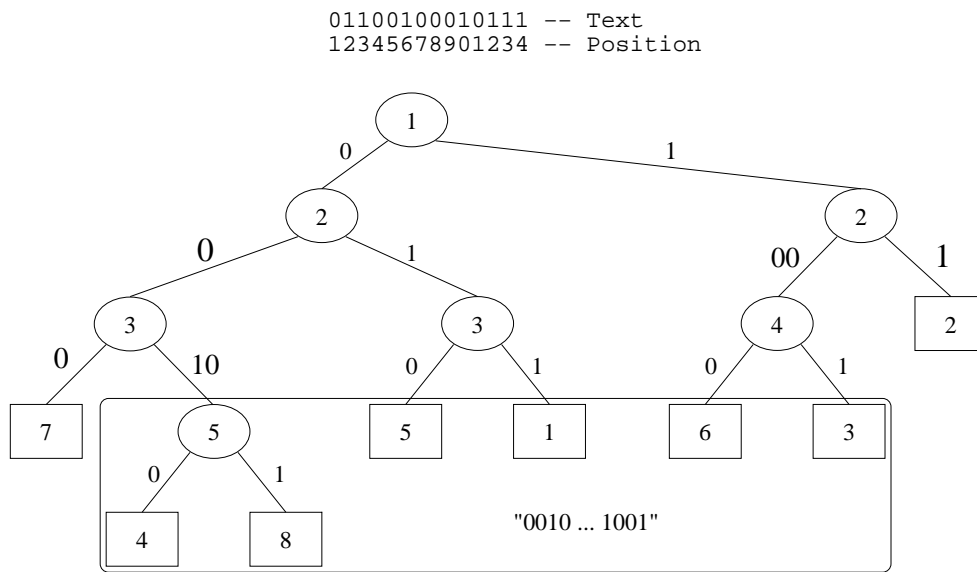 01100100010111 -- Text
12345678901234 -- Position
1
0 1
2 2
0 1 00 1
3 3 4 2
0 10 0 1 0 1
7 5 5 1 6 3
0 1
"0010 ... 1001"
4 8